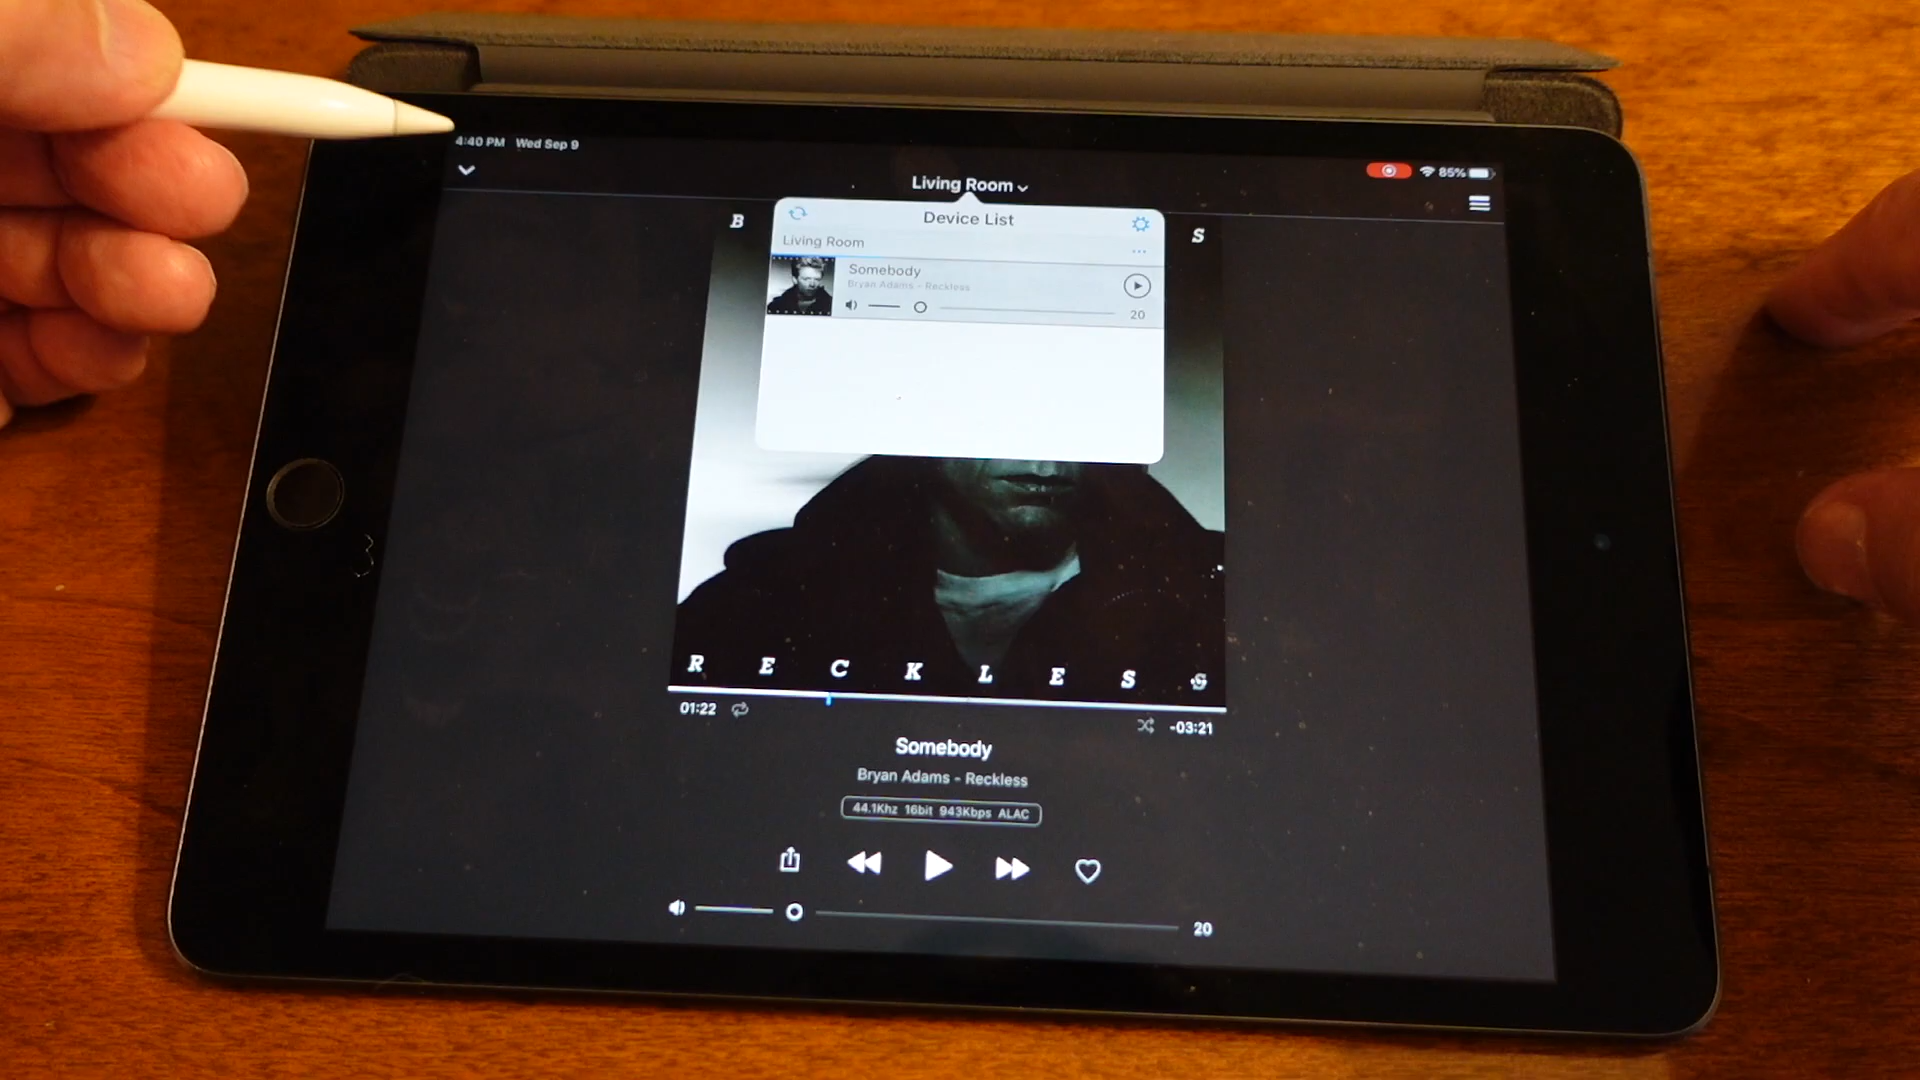 4:40 PM Wed Sep 9
85%
Living Room
B S
Device List
Living Room
...
Somebody
Bryan Adams - Reckless
20
R E C K L E S S
01:22
-03:21
Somebody
Bryan Adams - Reckless
44.1Khz 16bit 943Kbps ALAC
20